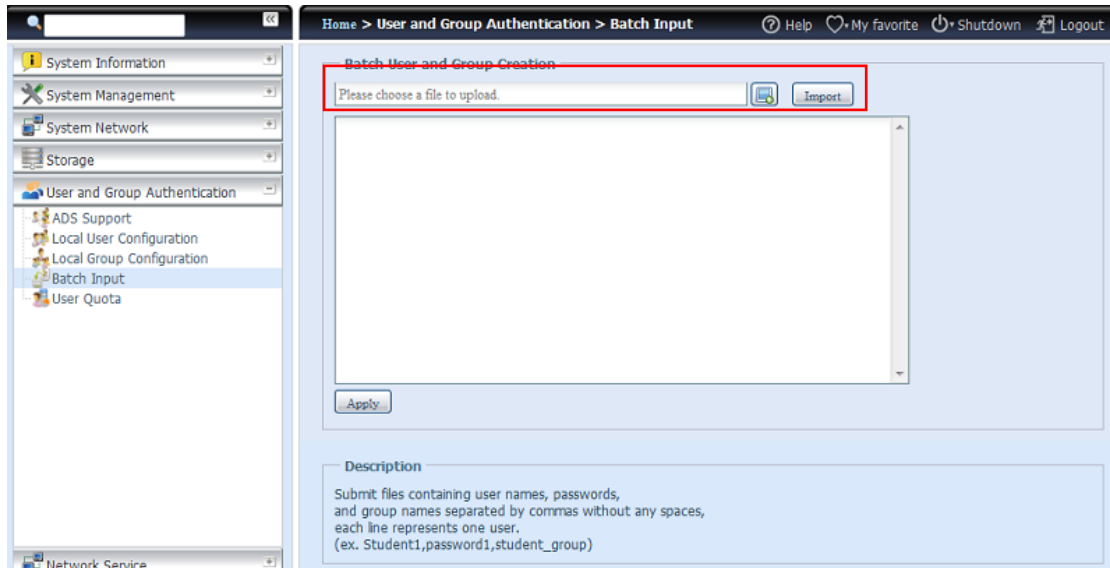 Home > User and Group Authentication > Batch Input
Help
My favorite
Shutdown
Logout
System Information
System Management
System Network
Storage
User and Group Authentication
ADS Support
Local User Configuration
Local Group Configuration
Batch Input
User Quota
Network Service
Batch User and Group Creation
Please choose a file to upload.
Import
Apply
Description
Submit files containing user names, passwords,
and group names separated by commas without any spaces,
each line represents one user.
(ex. Student1,password1,student_group)